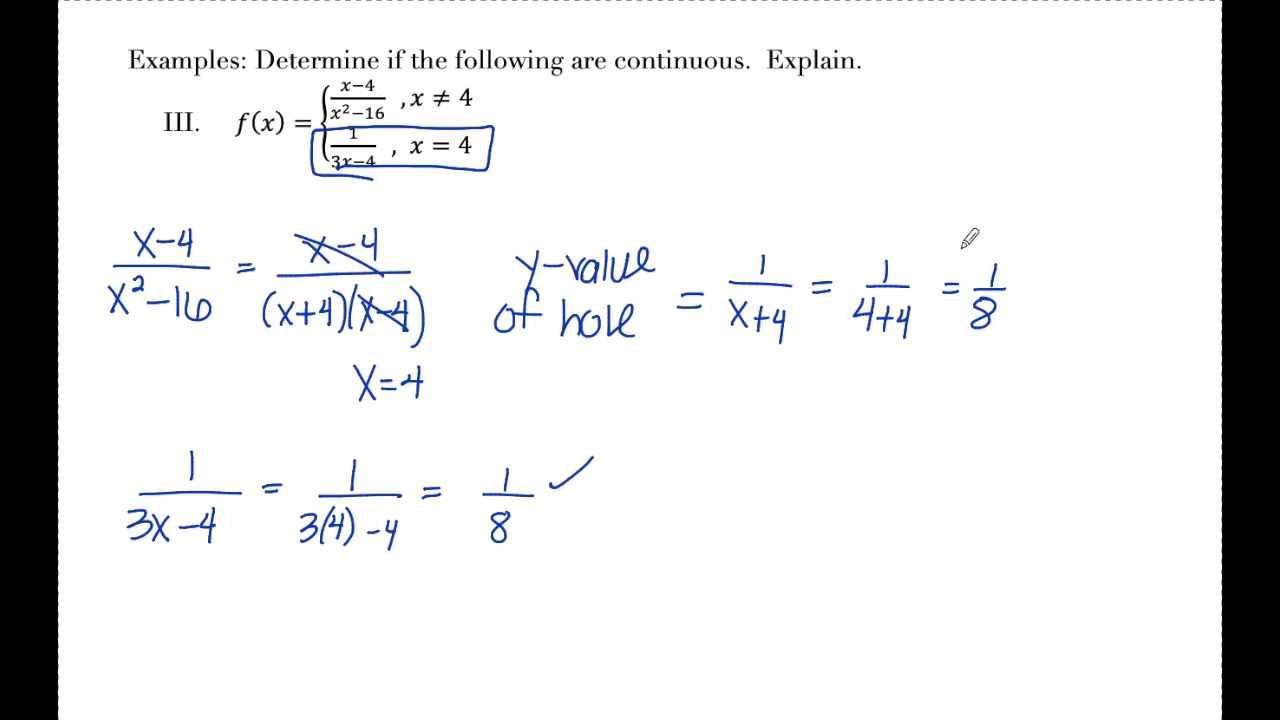 Examples: Determine if the following are continuous. Explain.
III. f(x) = { x−4 / x²−16 , x ≠ 4
1 / 3x−4 , x = 4
x−4 / x²−16 = x−4 / (x+4)(x−4)
x=4
y-value
of hole = 1 / x+4 = 1 / 4+4 = 1 / 8
1 / 3x−4 = 1 / 3(4)−4 = 1 / 8 ✓